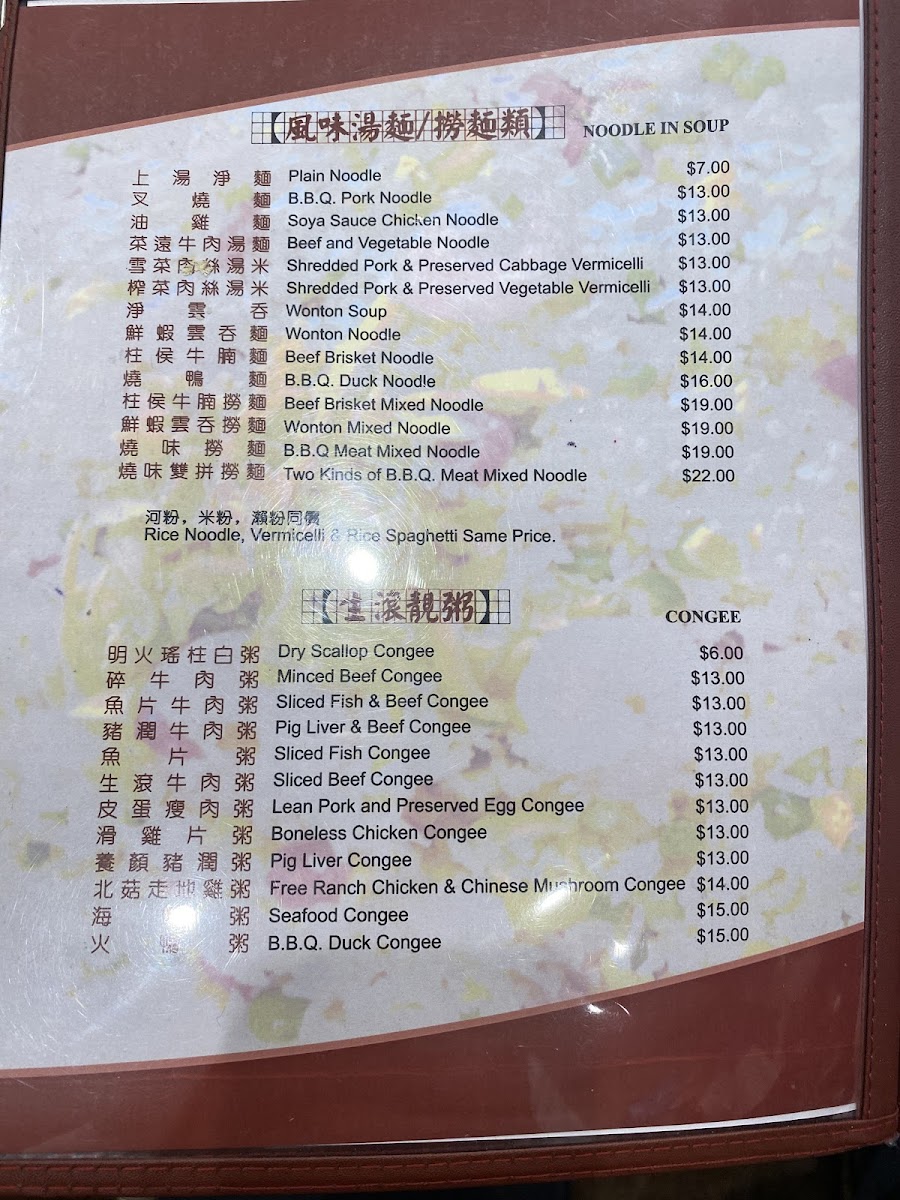 【風味湯麵/撈麵類】 NOODLE IN SOUP
上湯淨麵 Plain Noodle $7.00
叉燒麵 B.B.Q. Pork Noodle $13.00
油雞麵 Soya Sauce Chicken Noodle $13.00
菜遠牛肉湯麵 Beef and Vegetable Noodle $13.00
雪菜肉絲湯米 Shredded Pork & Preserved Cabbage Vermicelli $13.00
榨菜肉絲湯米 Shredded Pork & Preserved Vegetable Vermicelli $13.00
淨雲吞 Wonton Soup $14.00
鮮蝦雲吞麵 Wonton Noodle $14.00
柱侯牛腩麵 Beef Brisket Noodle $14.00
燒鴨麵 B.B.Q. Duck Noodle $16.00
柱侯牛腩撈麵 Beef Brisket Mixed Noodle $19.00
鮮蝦雲吞撈麵 Wonton Mixed Noodle $19.00
燒味撈麵 B.B.Q Meat Mixed Noodle $19.00
燒味雙拼撈麵 Two Kinds of B.B.Q. Meat Mixed Noodle $22.00
河粉，米粉，瀨粉同價
Rice Noodle, Vermicelli & Rice Spaghetti Same Price.
【生滾靚粥】 CONGEE
明火瑤柱白粥 Dry Scallop Congee $6.00
碎牛肉粥 Minced Beef Congee $13.00
魚片牛肉粥 Sliced Fish & Beef Congee $13.00
豬潤牛肉粥 Pig Liver & Beef Congee $13.00
魚片粥 Sliced Fish Congee $13.00
生滾牛肉粥 Sliced Beef Congee $13.00
皮蛋瘦肉粥 Lean Pork and Preserved Egg Congee $13.00
滑雞片粥 Boneless Chicken Congee $13.00
養顏豬潤粥 Pig Liver Congee $13.00
北菇走地雞粥 Free Ranch Chicken & Chinese Mushroom Congee $14.00
海粥 Seafood Congee $15.00
火鴨粥 B.B.Q. Duck Congee $15.00